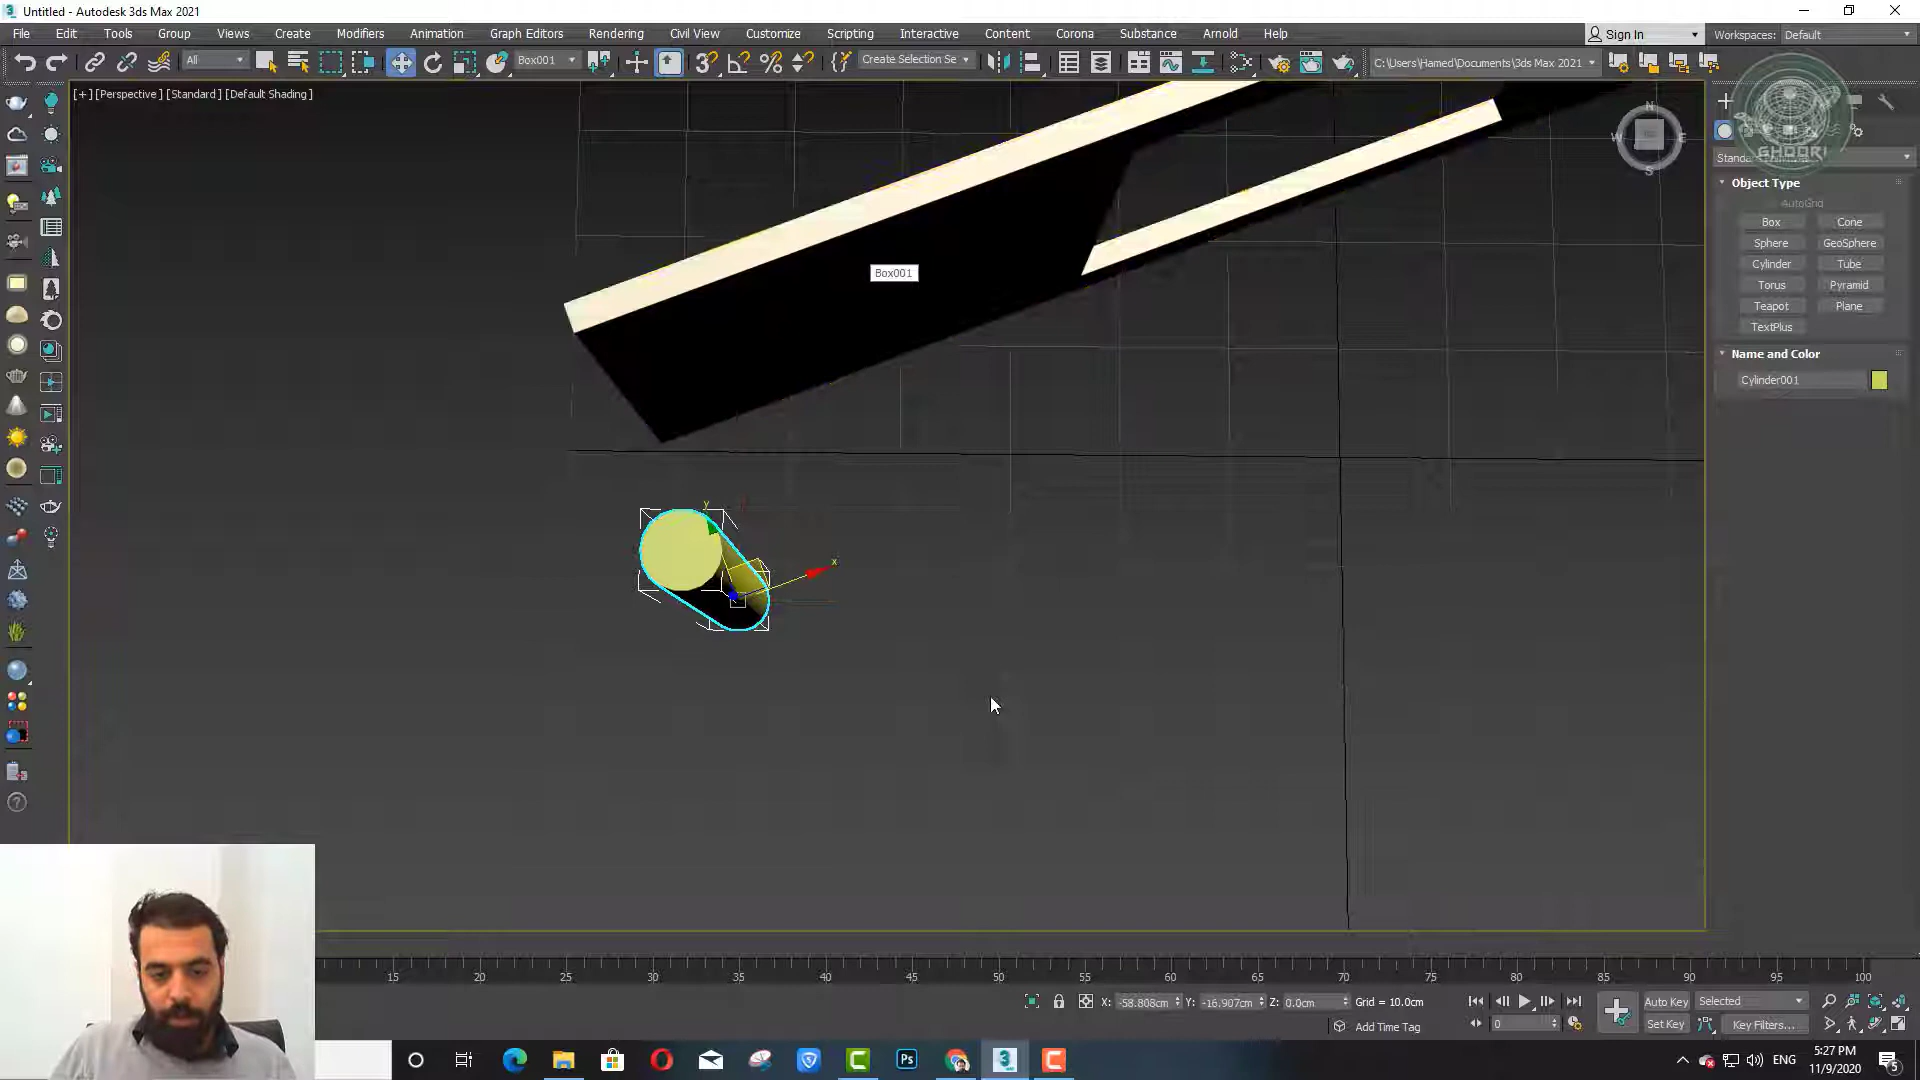 Untitled - Autodesk 3ds Max 2021
File Edit Tools Group Views Create Modifiers Animation Graph Editors Rendering Civil View Customize Scripting Interactive Content Corona Substance Arnold Help
Sign In
Workspaces: Default
All
Box001
Create Selection Se
C:\Users\Hamed\Documents\3ds Max 2021
[+] [Perspective] [Standard] [Default Shading]
N
W E
S
GHOORI
Object Type
AutoGrid
Box Cone
Sphere GeoSphere
Cylinder Tube
Torus Pyramid
Teapot Plane
TextPlus
Name and Color
Cylinder001
Box001
y
x
15 20 25 30 35 40 45 50 55 60 65 70 75 80 85 90 95 100
X: -58.808cm Y: -16.907cm Z: 0.0cm Grid = 10.0cm
Auto Key Selected
Add Time Tag
0
Set Key Key Filters...
Ps
3
ENG
5:27 PM
11/9/2020
5